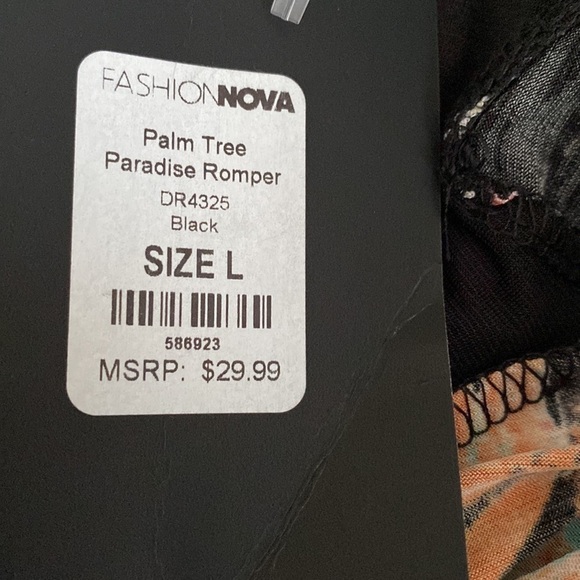 FASHIONNOVA
Palm Tree
Paradise Romper
DR4325
Black
SIZE L
586923
MSRP: $29.99